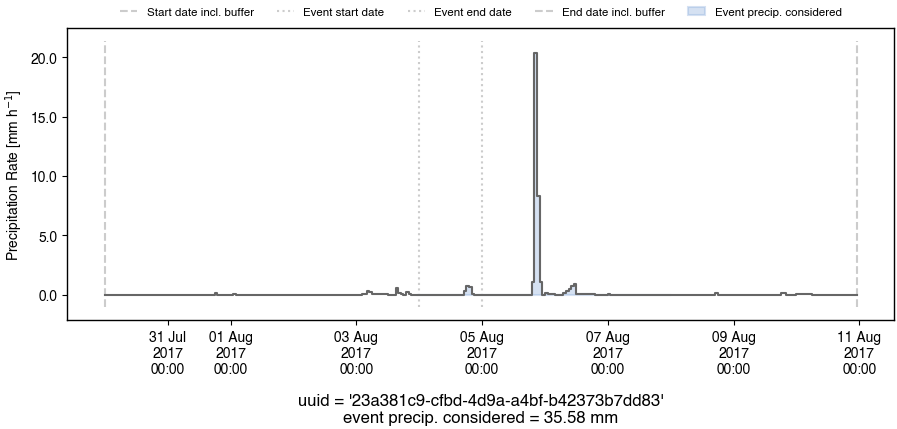 Start date incl. buffer Event start date Event end date End date incl. buffer Event precip. considered
Precipitation Rate [mm h⁻¹]
20.0
15.0
10.0
5.0
0.0
31 Jul 01 Aug 03 Aug 05 Aug 07 Aug 09 Aug 11 Aug
2017 2017 2017 2017 2017 2017 2017
00:00 00:00 00:00 00:00 00:00 00:00 00:00
uuid = '23a381c9-cfbd-4d9a-a4bf-b42373b7dd83'
event precip. considered = 35.58 mm